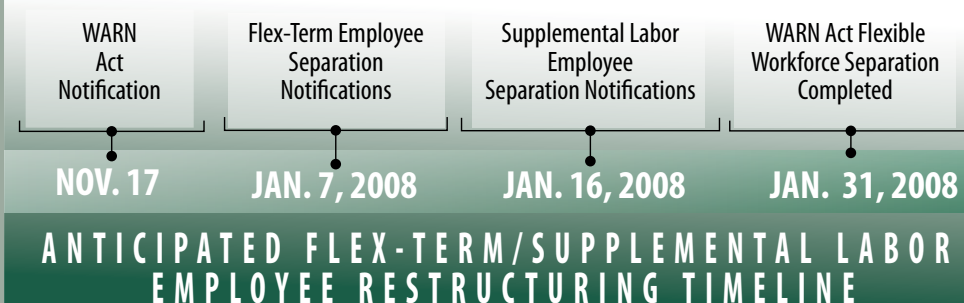 WARN
Act
Notification
Flex-Term Employee
Separation
Notifications
Supplemental Labor
Employee
Separation Notifications
WARN Act Flexible
Workforce Separation
Completed
NOV. 17
JAN. 7, 2008
JAN. 16, 2008
JAN. 31, 2008
ANTICIPATED FLEX-TERM/SUPPLEMENTAL LABOR
EMPLOYEE RESTRUCTURING TIMELINE